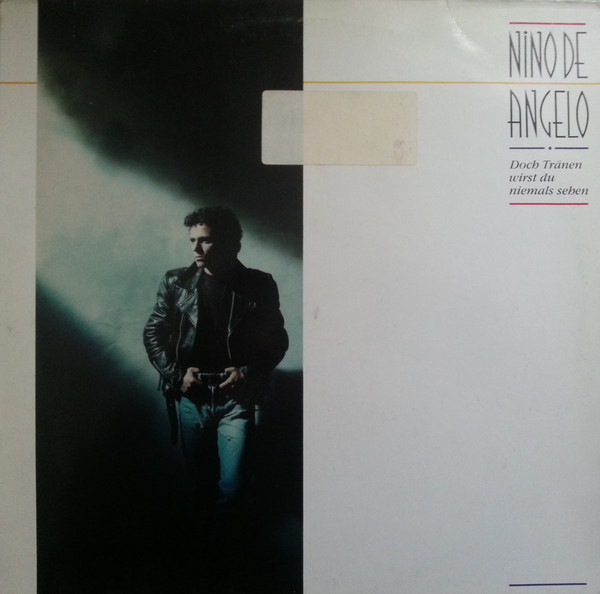 NINO DE
ANGELO
Doch Tränen
wirst du
niemals sehen